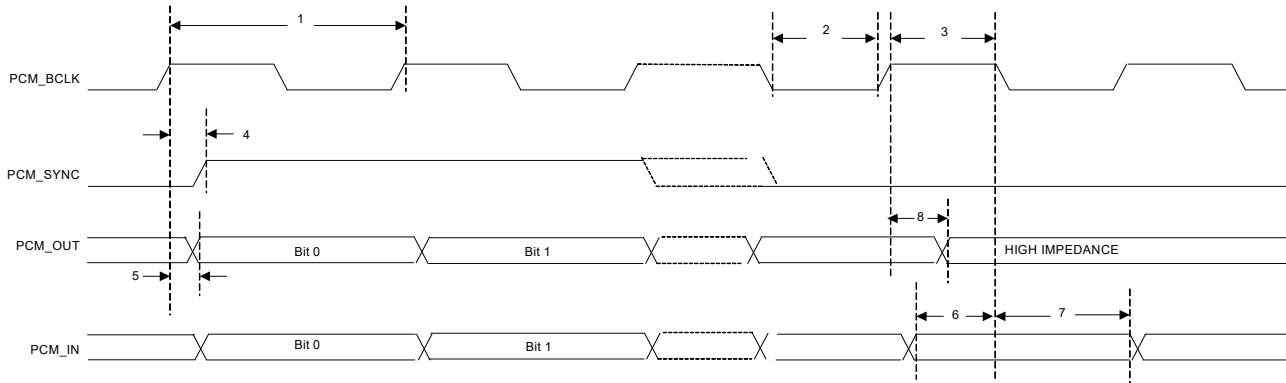 1
2
3
PCM_BCLK
4
PCM_SYNC
8
PCM_OUT
Bit 0
Bit 1
HIGH IMPEDANCE
5
6
7
PCM_IN
Bit 0
Bit 1